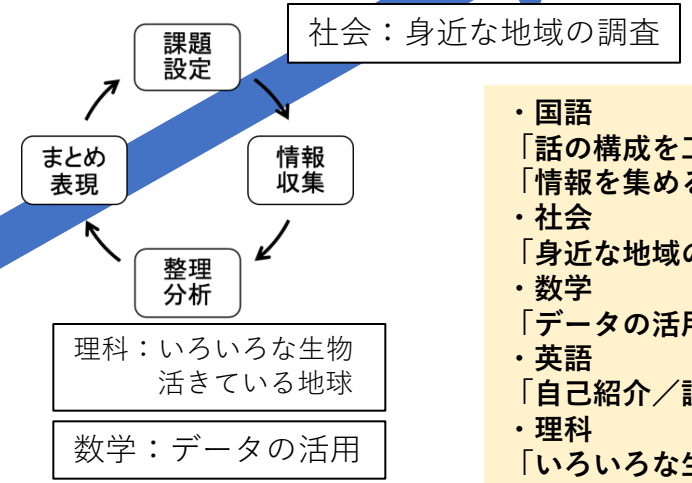 社会：身近な地域の調査
課題
設定
まとめ
表現
情報
収集
整理
分析
理科：いろいろな生物
活きている地球
数学：データの活用
・国語
「話の構成を
「情報を集める
・社会
「身近な地域の
・数学
「データの活用
・英語
「自己紹介／
・理科
「いろいろな生